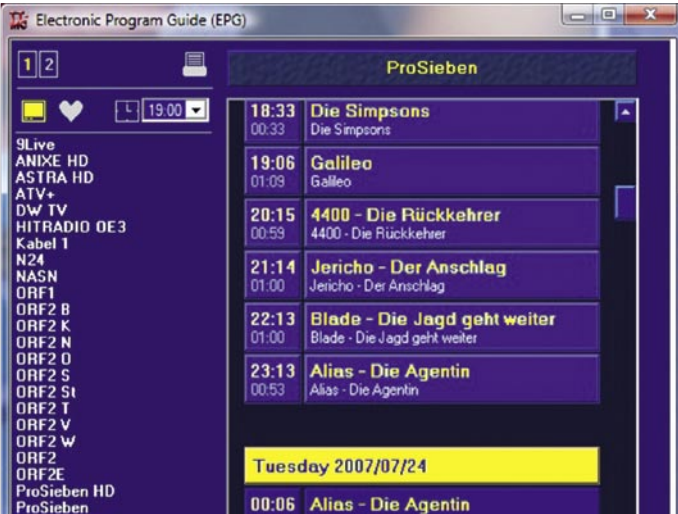 Electronic Program Guide (EPG)
1 2
ProSieben
19:00
9Live
ANIXE HD
ASTRA HD
ATV+
DW TV
HITRADIO OE3
Kabel 1
N24
NASN
ORF1
ORF2 B
ORF2 K
ORF2 N
ORF2 O
ORF2 S
ORF2 St
ORF2 T
ORF2 V
ORF2 W
ORF2
ORF2E
ProSieben HD
ProSieben
18:33 Die Simpsons
00:33 Die Simpsons
19:06 Galileo
01:09 Galileo
20:15 4400 - Die Rückkehrer
00:59 4400 - Die Rückkehrer
21:14 Jericho - Der Anschlag
01:00 Jericho - Der Anschlag
22:13 Blade - Die Jagd geht weiter
01:00 Blade - Die Jagd geht weiter
23:13 Alias - Die Agentin
00:53 Alias - Die Agentin
Tuesday 2007/07/24
00:06 Alias - Die Agentin